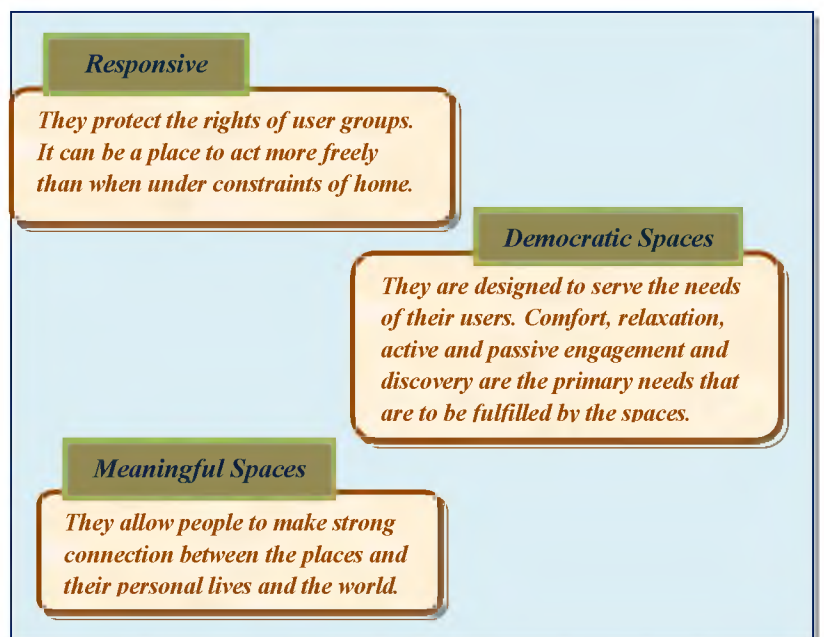 Responsive
They protect the rights of user groups.
It can be a place to act more freely
than when under constraints of home.
Democratic Spaces
They are designed to serve the needs
of their users. Comfort, relaxation,
active and passive engagement and
discovery are the primary needs that
are to be fulfilled by the spaces.
Meaningful Spaces
They allow people to make strong
connection between the places and
their personal lives and the world.